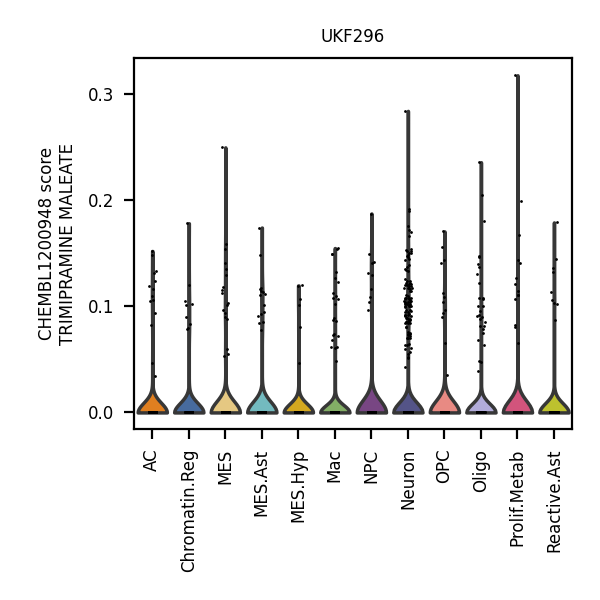 UKF296
CHEMBL1200948 score
TRIMIPRAMINE MALEATE
0.3
0.2
0.1
0.0
AC
Chromatin.Reg
MES
MES.Ast
MES.Hyp
Mac
NPC
Neuron
OPC
Oligo
Prolif.Metab
Reactive.Ast